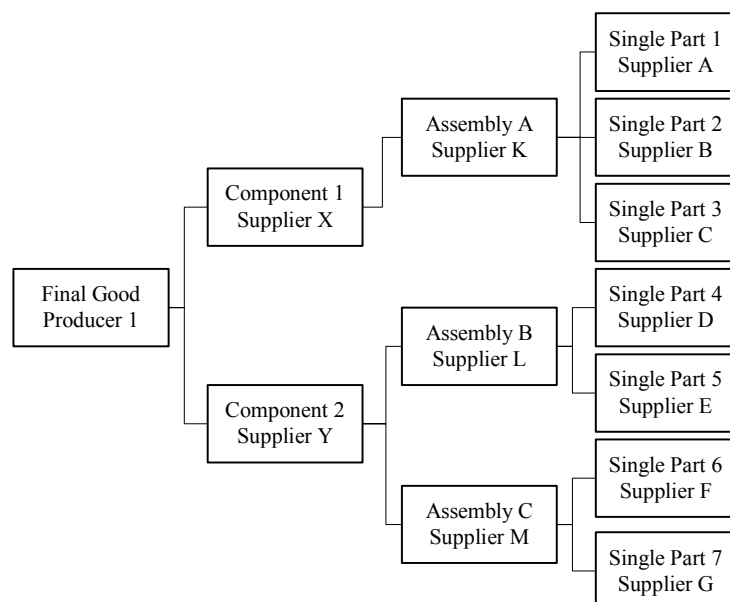 Single Part 1
Supplier A
Assembly A
Supplier K
Single Part 2
Supplier B
Component 1
Supplier X
Single Part 3
Supplier C
Final Good
Producer 1
Single Part 4
Supplier D
Assembly B
Supplier L
Single Part 5
Supplier E
Component 2
Supplier Y
Single Part 6
Supplier F
Assembly C
Supplier M
Single Part 7
Supplier G